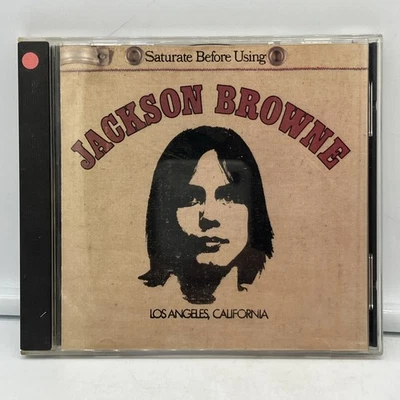 Saturate Before Using
JACKSON BROWNE
LOS ANGELES, CALIFORNIA